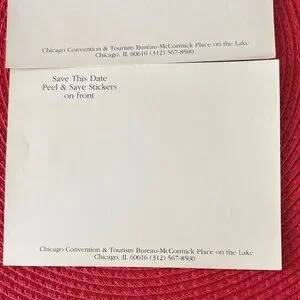 Chicago Convention & Tourism Bureau-McCormick Place on the Lake
Chicago, IL 60616 (312) 567-8500
Save This Date
Peel & Save Stickers
on front
Chicago Convention & Tourism Bureau-McCormick Place on the Lake
Chicago, IL 60616 (312) 567-8500